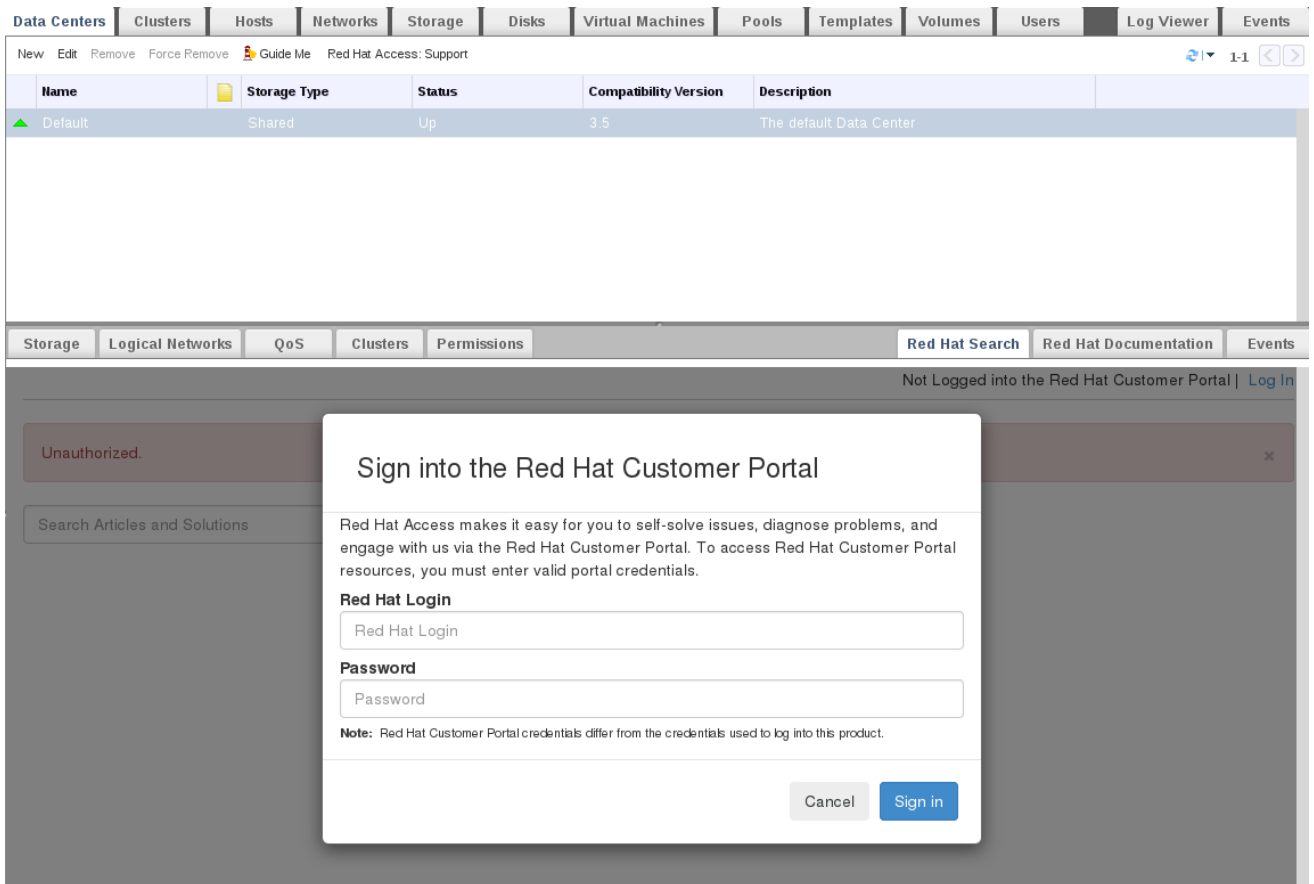 Data Centers Clusters Hosts Networks Storage Disks Virtual Machines Pools Templates Volumes Users Log Viewer Events
New Edit Remove Force Remove Guide Me Red Hat Access: Support 1-1
Name Storage Type Status Compatibility Version Description
Default Shared Up 3.5 The default Data Center
Storage Logical Networks QoS Clusters Permissions Red Hat Search Red Hat Documentation Events
Not Logged into the Red Hat Customer Portal | Log In
Unauthorized. ×
Search Articles and Solutions
Sign into the Red Hat Customer Portal
Red Hat Access makes it easy for you to self-solve issues, diagnose problems, and
engage with us via the Red Hat Customer Portal. To access Red Hat Customer Portal
resources, you must enter valid portal credentials.
Red Hat Login
Red Hat Login
Password
Password
Note: Red Hat Customer Portal credentials differ from the credentials used to log into this product.
Cancel Sign in